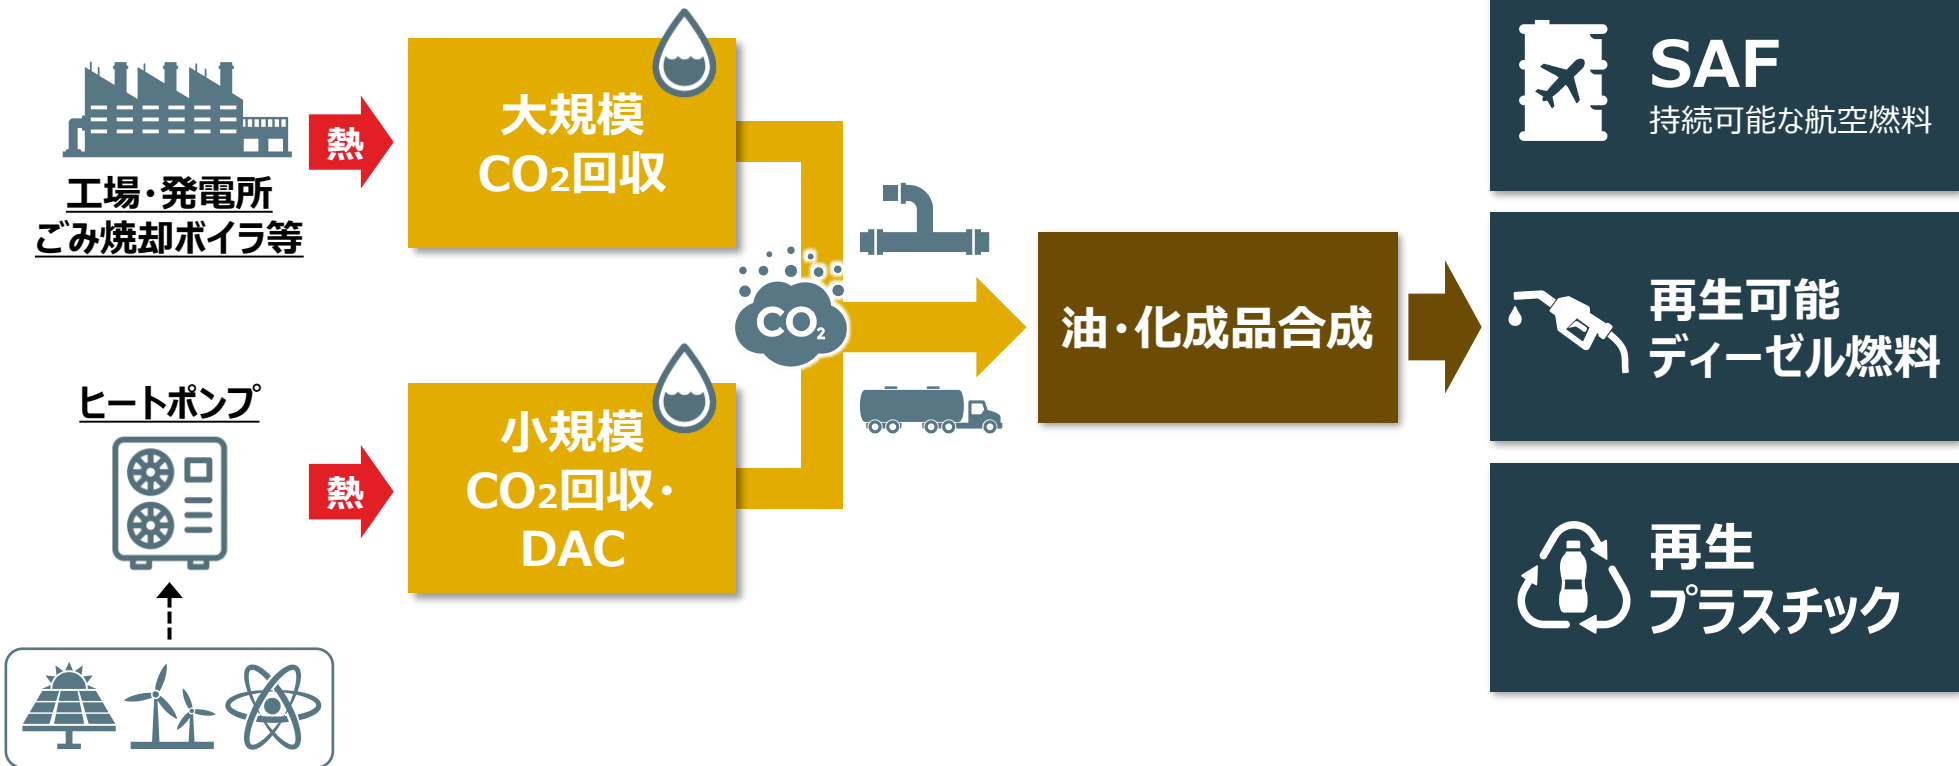 工場・発電所
ごみ焼却ボイラ等
熱
大規模
CO2回収
ヒートポンプ
熱
小規模
CO2回収・
DAC
CO2
油・化成品合成
SAF
持続可能な航空燃料
再生可能
ディーゼル燃料
再生
プラスチック